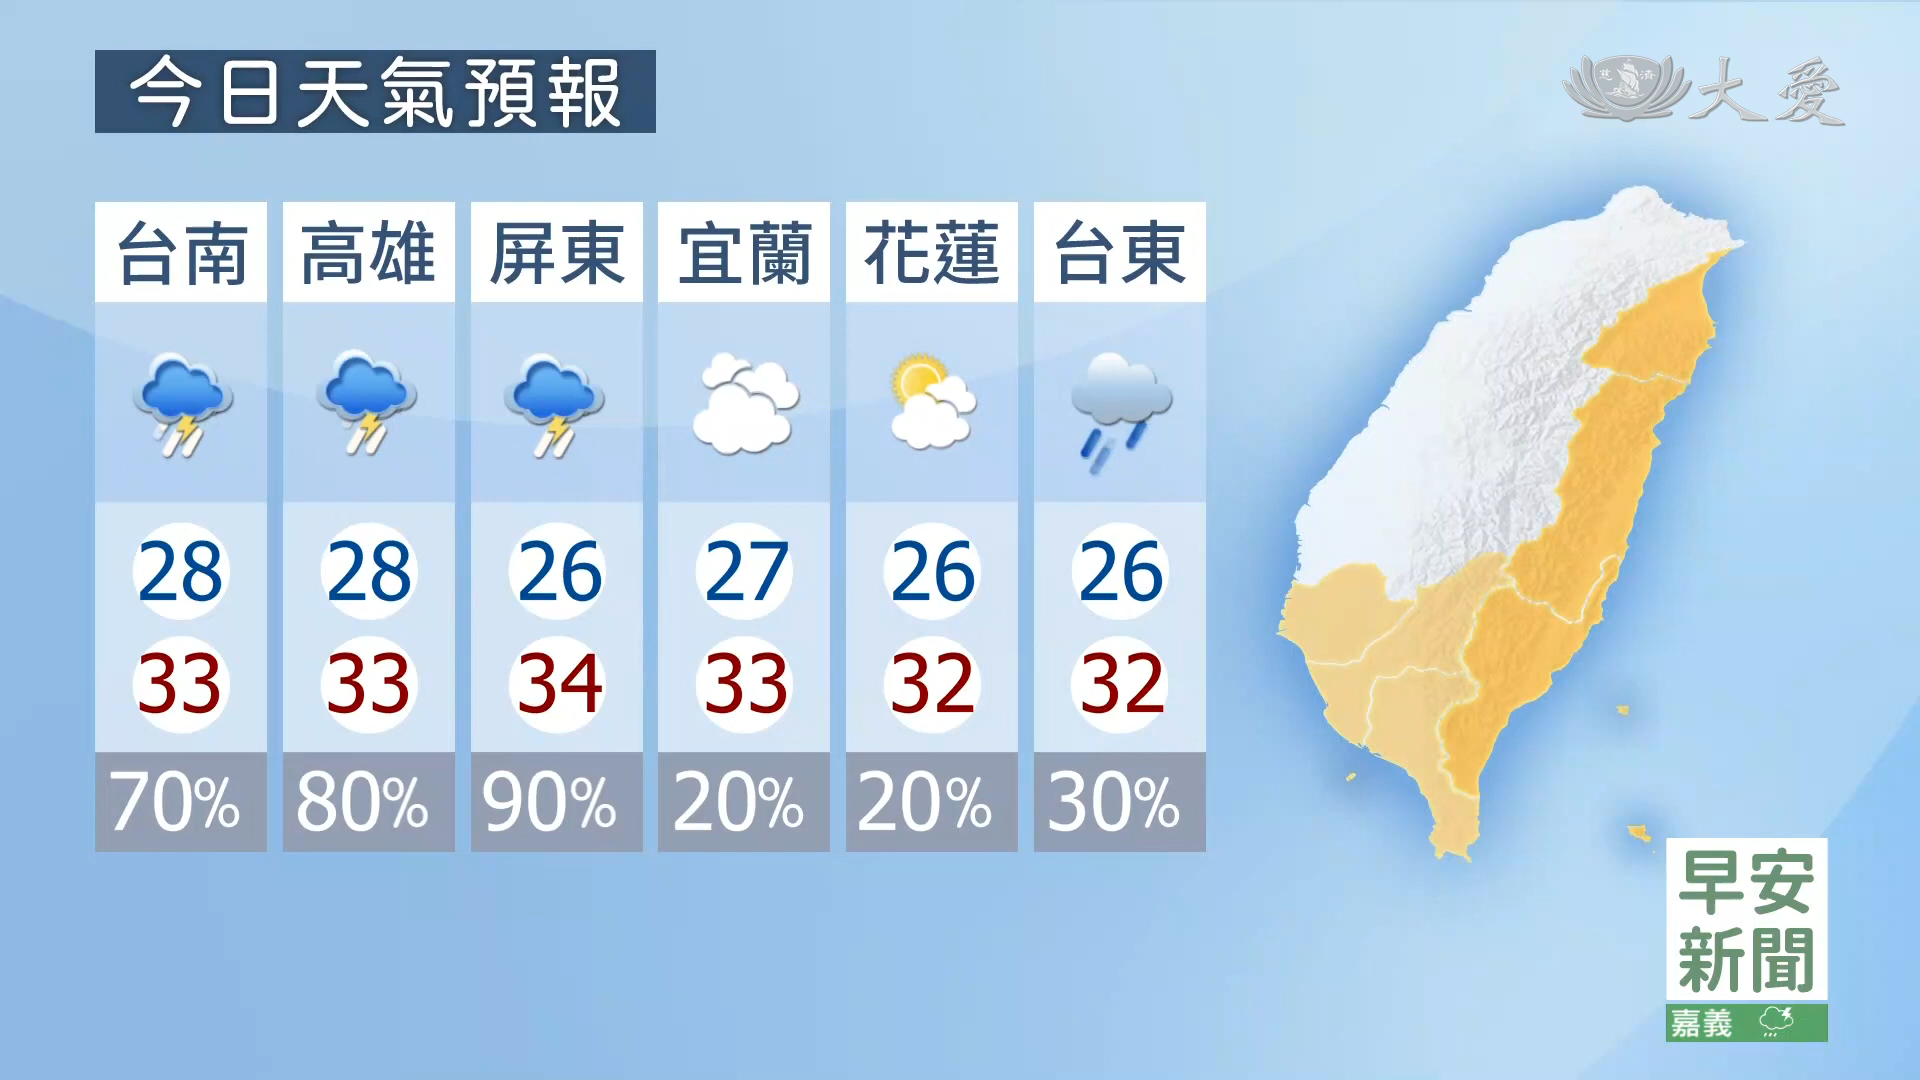 今日天氣預報
慈 濟 大愛
台南 高雄 屏東 宜蘭 花蓮 台東
28 28 26 27 26 26
33 33 34 33 32 32
70% 80% 90% 20% 20% 30%
早安
新聞
嘉義